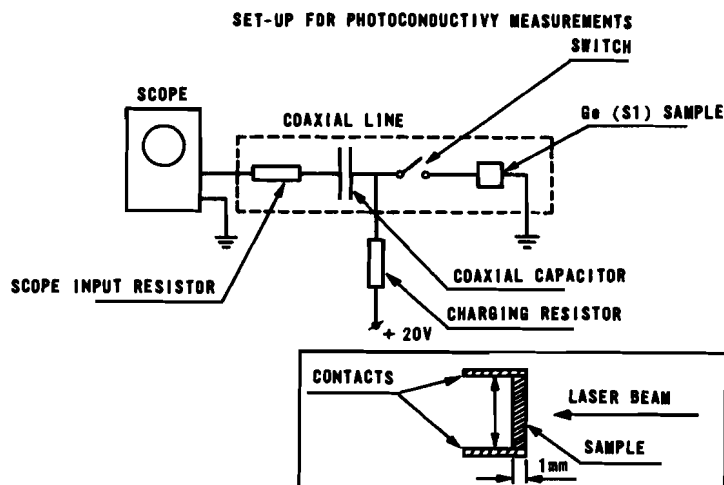 SET-UP FOR PHOTOCONDUCTIVY MEASUREMENTS
SWITCH
SCOPE
COAXIAL LINE
Ge (S1) SAMPLE
SCOPE INPUT RESISTOR
COAXIAL CAPACITOR
CHARGING RESISTOR
+ 20V
CONTACTS
LASER BEAM
SAMPLE
1mm